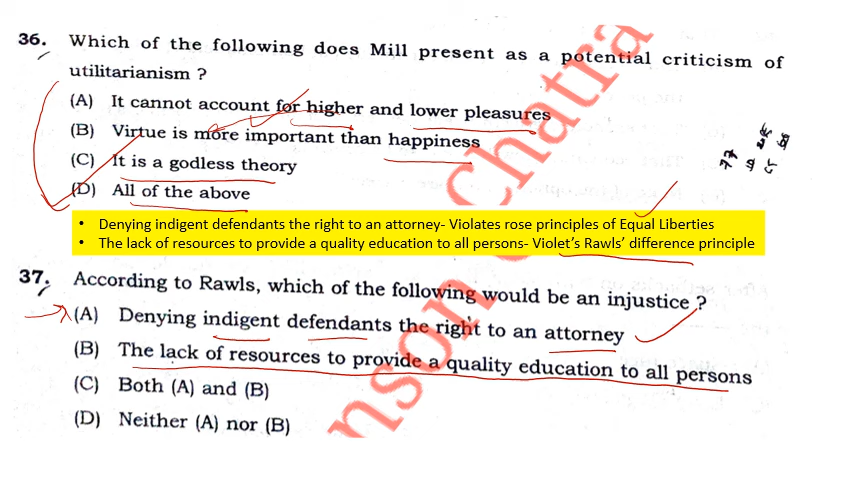 36. Which of the following does Mill present as a potential criticism of
utilitarianism ?
(A) It cannot account for higher and lower pleasures
(B) Virtue is more important than happiness
(C) It is a godless theory
(D) All of the above
• Denying indigent defendants the right to an attorney- Violates rose principles of Equal Liberties
• The lack of resources to provide a quality education to all persons- Violet's Rawls' difference principle
37. According to Rawls, which of the following would be an injustice ?
(A) Denying indigent defendants the right to an attorney
(B) The lack of resources to provide a quality education to all persons
(C) Both (A) and (B)
(D) Neither (A) nor (B)
nson Chatra